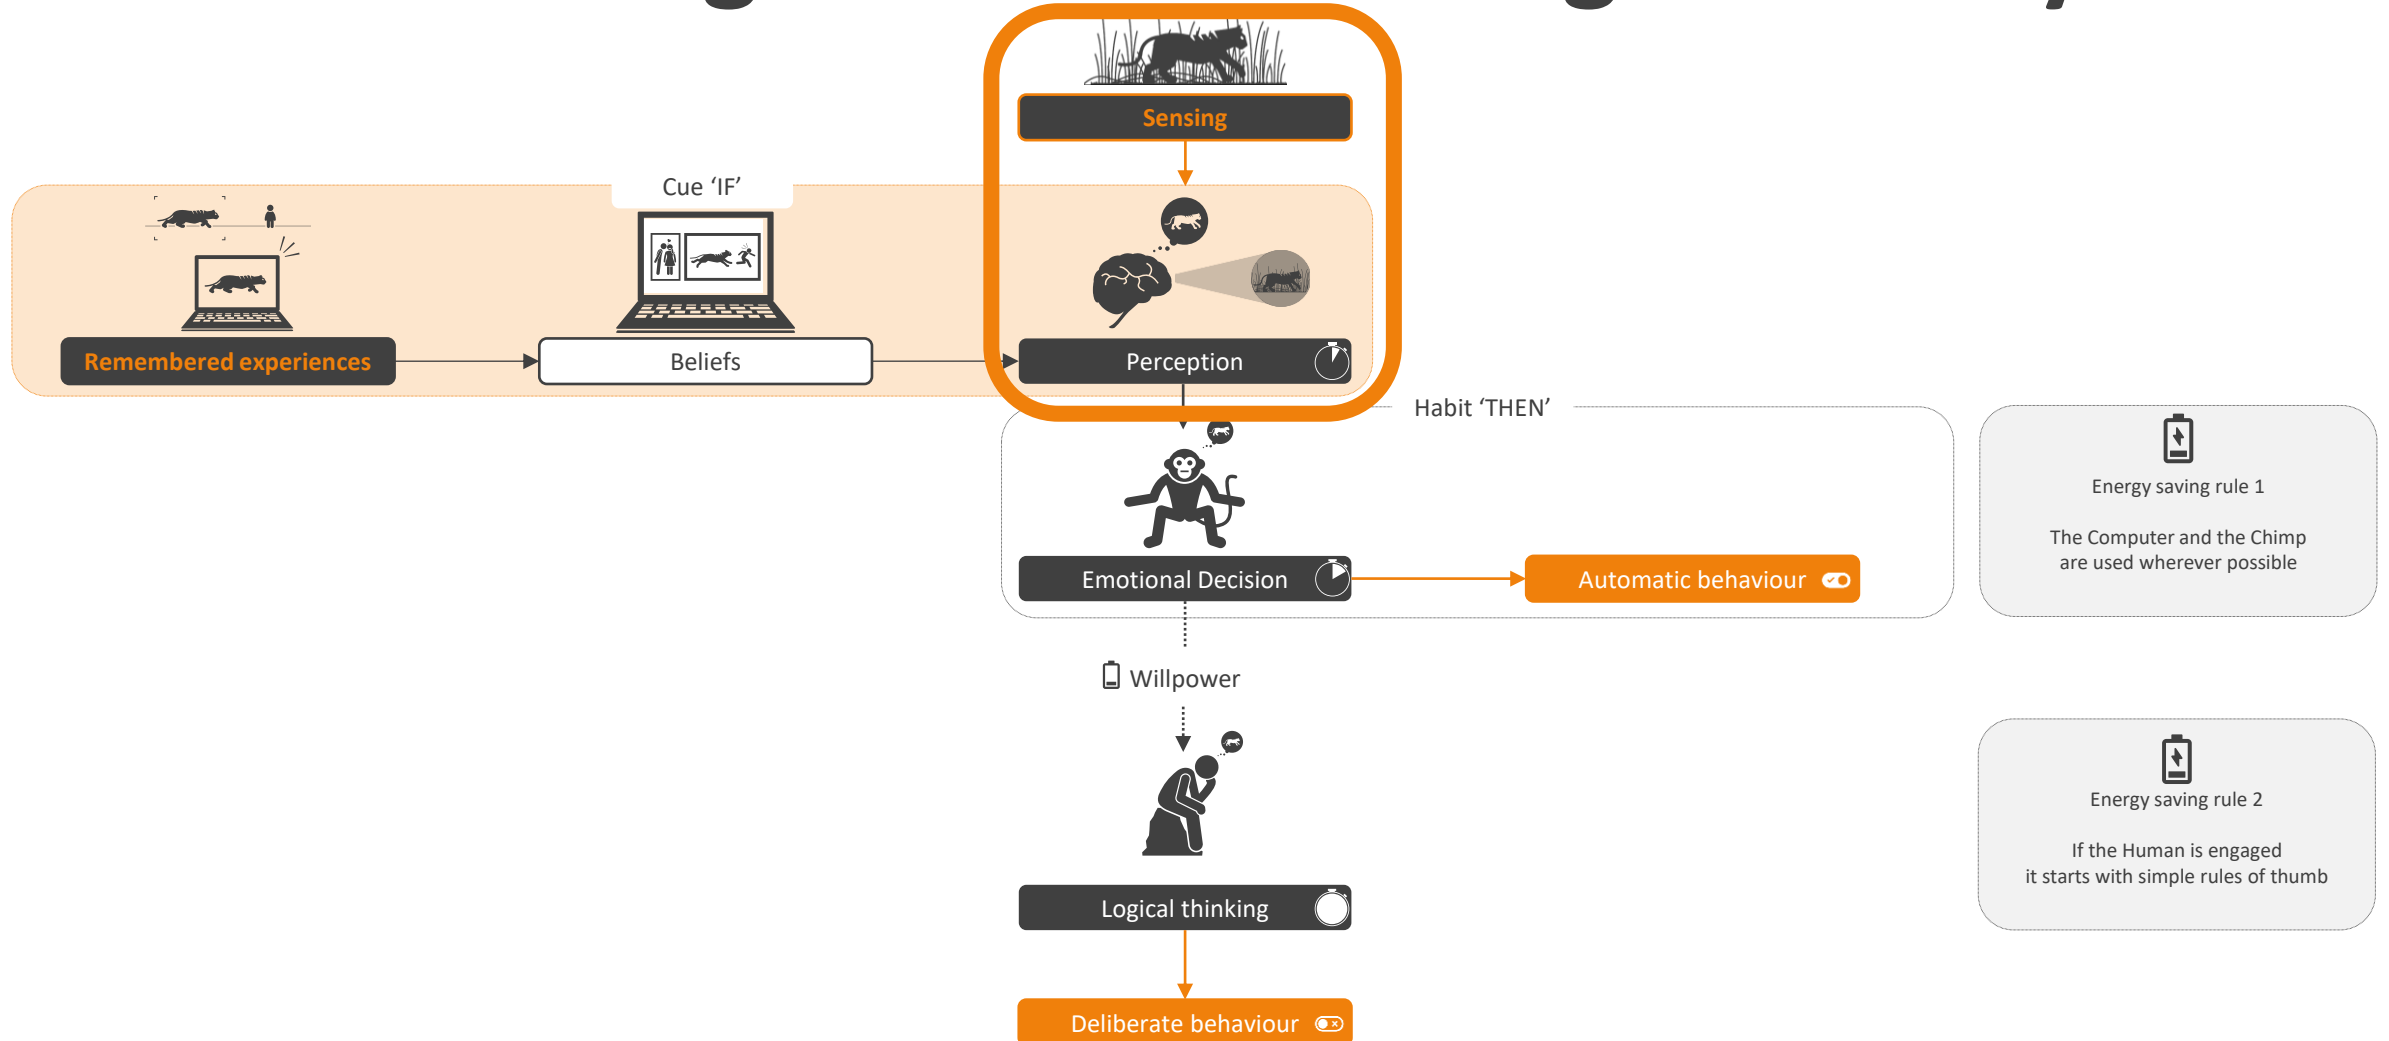 Sensing
Cue ‘IF’
Remembered experiences
Beliefs
Perception
Habit ‘THEN’
Emotional Decision
Automatic behaviour
Energy saving rule 1
The Computer and the Chimp
are used wherever possible
Willpower
Energy saving rule 2
If the Human is engaged
it starts with simple rules of thumb
Logical thinking
Deliberate behaviour